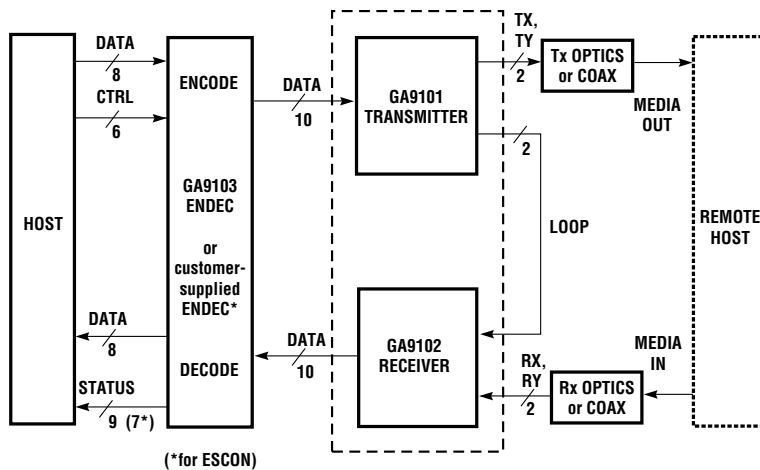 DATA
8
CTRL
6
HOST
DATA
8
STATUS
9 (7*)
ENCODE
GA9103
ENDEC
or
customer-
supplied
ENDEC*
DECODE
(*for ESCON)
DATA
10
DATA
10
GA9101
TRANSMITTER
GA9102
RECEIVER
TX,
TY
2
2
LOOP
RX,
RY
2
Tx OPTICS
or COAX
MEDIA
OUT
MEDIA
IN
Rx OPTICS
or COAX
REMOTE
HOST